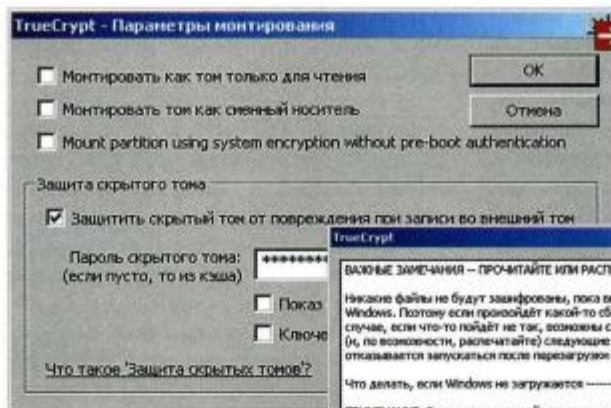 TrueCrypt - Параметры монтирования
Монтировать как том только для чтения
OK
Монтировать том как сменный носитель
Отмена
Mount partition using system encryption without pre-boot authentication
Защита скрытого тома
Защитить скрытый том от повреждения при записи во внешний том
Пароль скрытого тома:
(если пусто, то из кэша)
********
Показ
Ключе
Что такое 'Защита скрытых томов'?
TrueCrypt
ВАЖНЫЕ ЗАМЕЧАНИЯ -- ПРОЧИТАЙТЕ ИЛИ РАСП
Никакие файлы не будут зашифрованы, пока
Windows. Поэтому если произойдёт какой-то сб
случае, если что-то пойдёт не так, возможны с
(и, по возможности, распечатайте) следующие
отказывается запускаться после перезагрузки
Что делать, если Windows не загружается --------